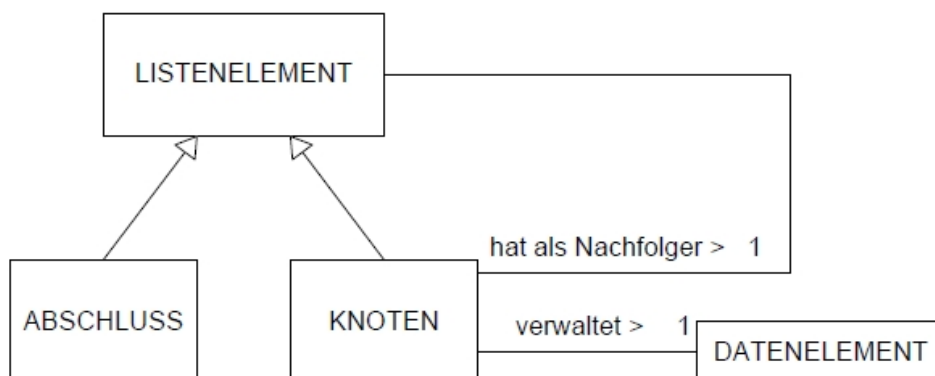 LISTENELEMENT
hat als Nachfolger > 1
ABSCHLUSS
KNOTEN
verwaltet > 1
DATENELEMENT